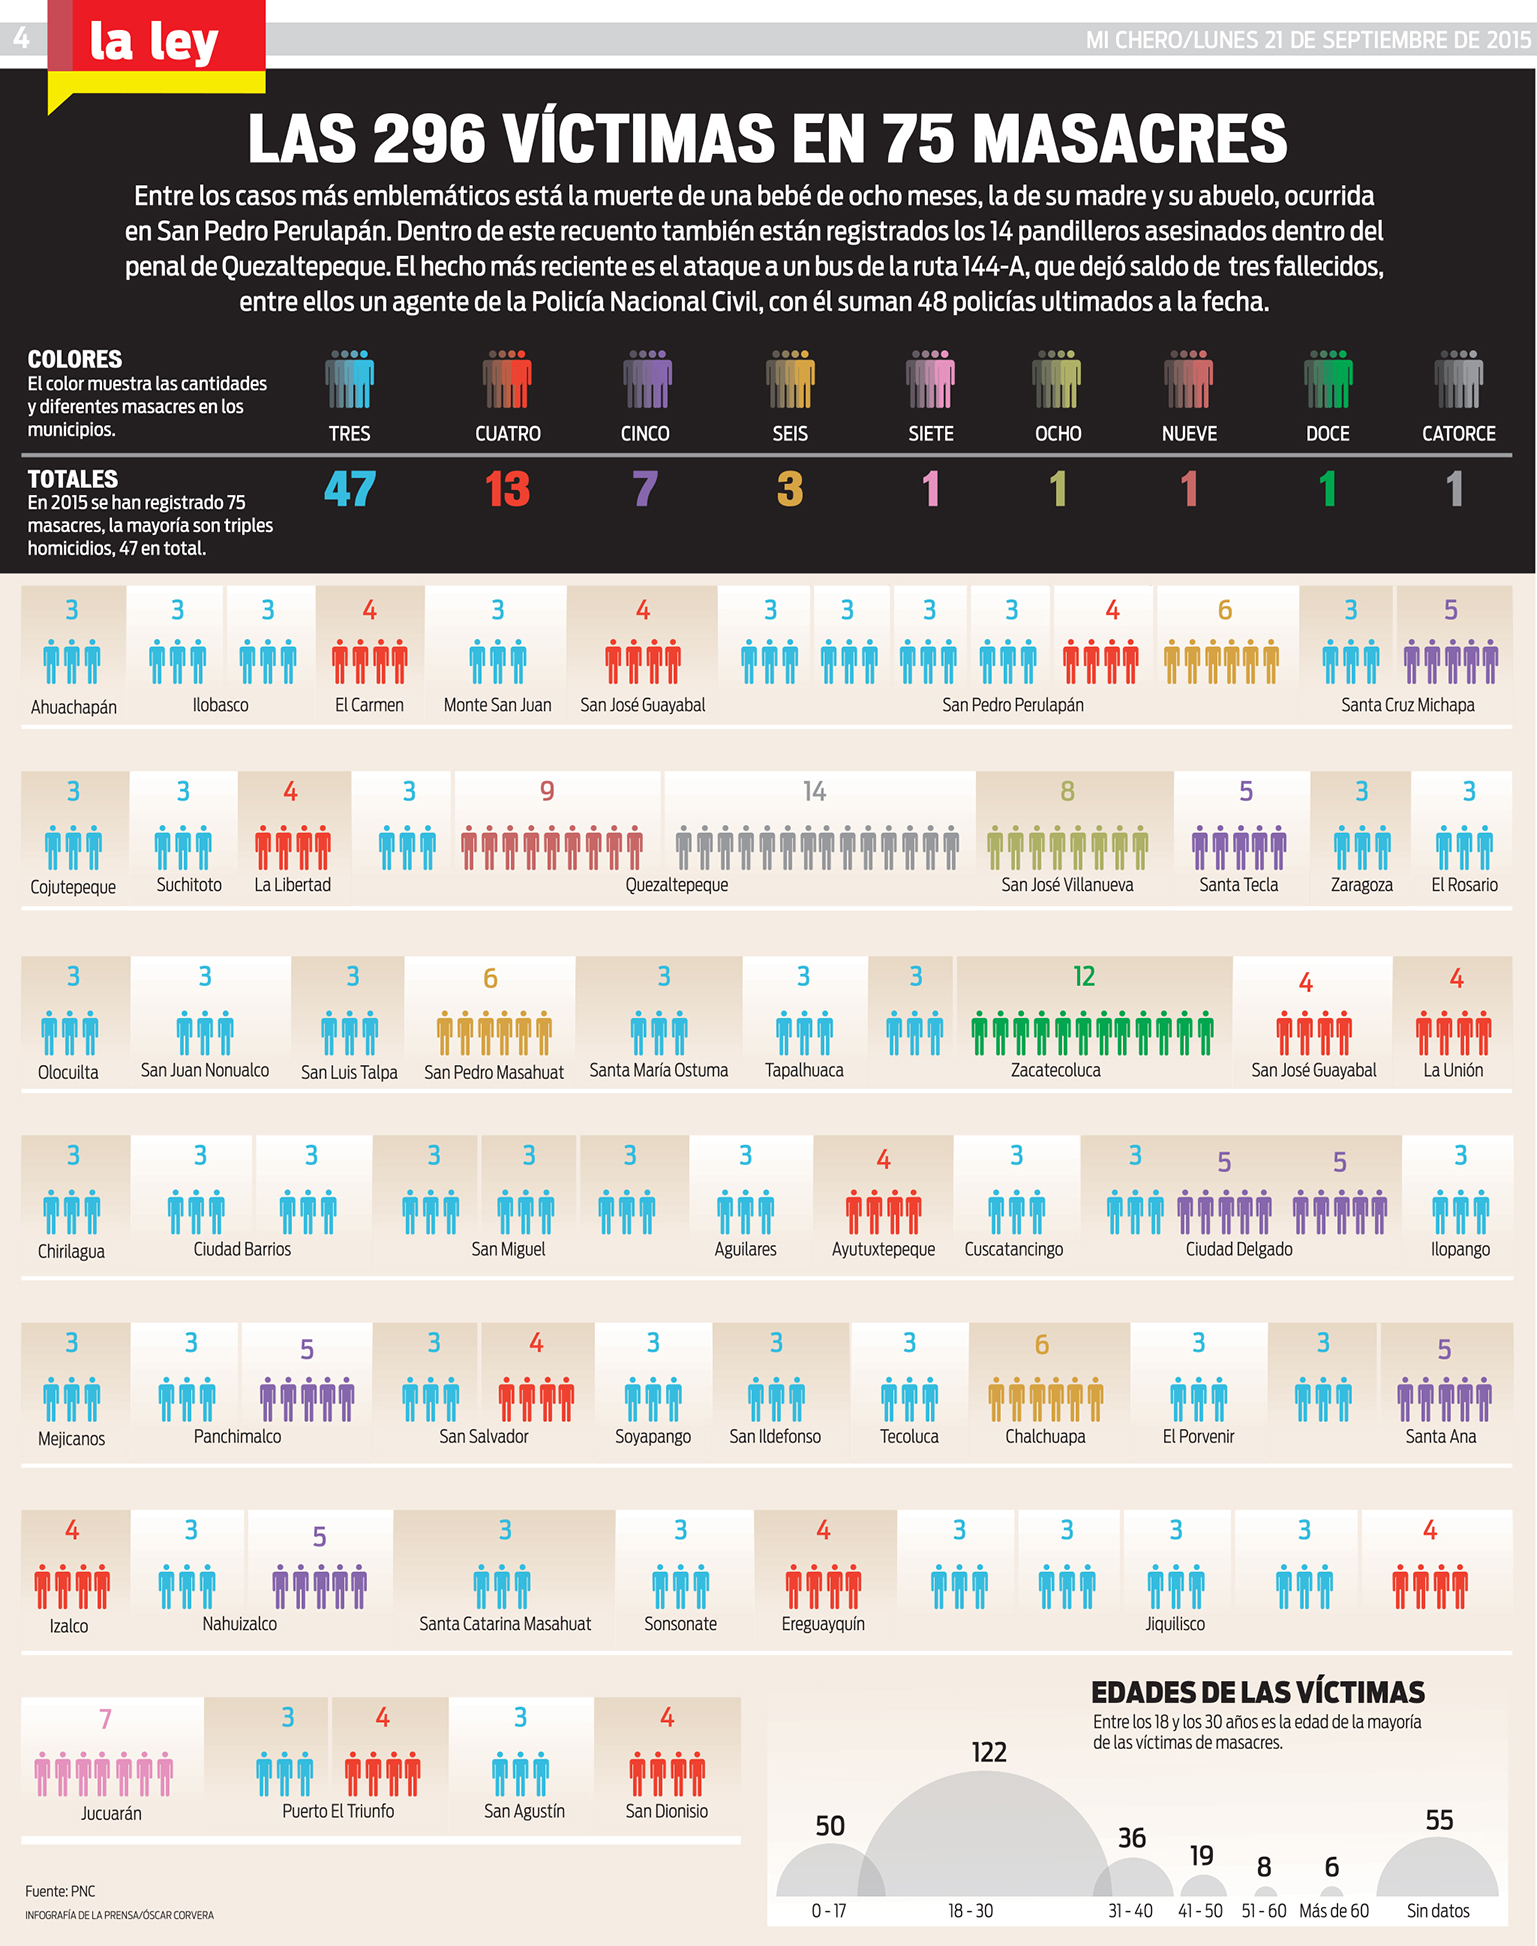 4
la ley
MI CHERO/LUNES 21 DE SEPTIEMBRE DE 2015
LAS 296 VÍCTIMAS EN 75 MASACRES
Entre los casos más emblemáticos está la muerte de una bebé de ocho meses, la de su madre y su abuelo, ocurrida
en San Pedro Perulapán. Dentro de este recuento también están registrados los 14 pandilleros asesinados dentro del
penal de Quezaltepeque. El hecho más reciente es el ataque a un bus de la ruta 144-A, que dejó saldo de tres fallecidos,
entre ellos un agente de la Policía Nacional Civil, con él suman 48 policías ultimados a la fecha.
COLORES
El color muestra las cantidades
y diferentes masacres en los
municipios.
TRES CUATRO CINCO SEIS SIETE OCHO NUEVE DOCE CATORCE
TOTALES
En 2015 se han registrado 75
masacres, la mayoría son triples
homicidios, 47 en total.
47 13 7 3 1 1 1 1 1
3 3 3 4 3 4 3 3 3 3 4 6 3 5
Ahuachapán Ilobasco El Carmen Monte San Juan San José Guayabal San Pedro Perulapán Santa Cruz Michapa
3 3 4 3 9 14 8 5 3 3
Cojutepeque Suchitoto La Libertad Quezaltepeque San José Villanueva Santa Tecla Zaragoza El Rosario
3 3 3 6 3 3 3 12 4 4
Olocuilta San Juan Nonualco San Luis Talpa San Pedro Masahuat Santa María Ostuma Tapalhuaca Zacatecoluca San José Guayabal La Unión
3 3 3 3 3 3 3 4 3 3 5 5 3
Chirilagua Ciudad Barrios San Miguel Aguilares Ayutuxtepeque Cuscatancingo Ciudad Delgado Ilopango
3 3 5 3 4 3 3 3 6 3 3 5
Mejicanos Panchimalco San Salvador Soyapango San Ildefonso Tecoluca Chalchuapa El Porvenir Santa Ana
4 3 5 3 3 4 3 3 3 3 4
Izalco Nahuizalco Santa Catarina Masahuat Sonsonate Ereguayquín Jiquilisco
7 3 4 3 4
Jucuarán Puerto El Triunfo San Agustín San Dionisio
EDADES DE LAS VÍCTIMAS
Entre los 18 y los 30 años es la edad de la mayoría
de las víctimas de masacres.
50 122 36 19 8 6 55
0 - 17 18 - 30 31 - 40 41 - 50 51 - 60 Más de 60 Sin datos
Fuente: PNC
INFOGRAFÍA DE LA PRENSA/ÓSCAR CORVERA